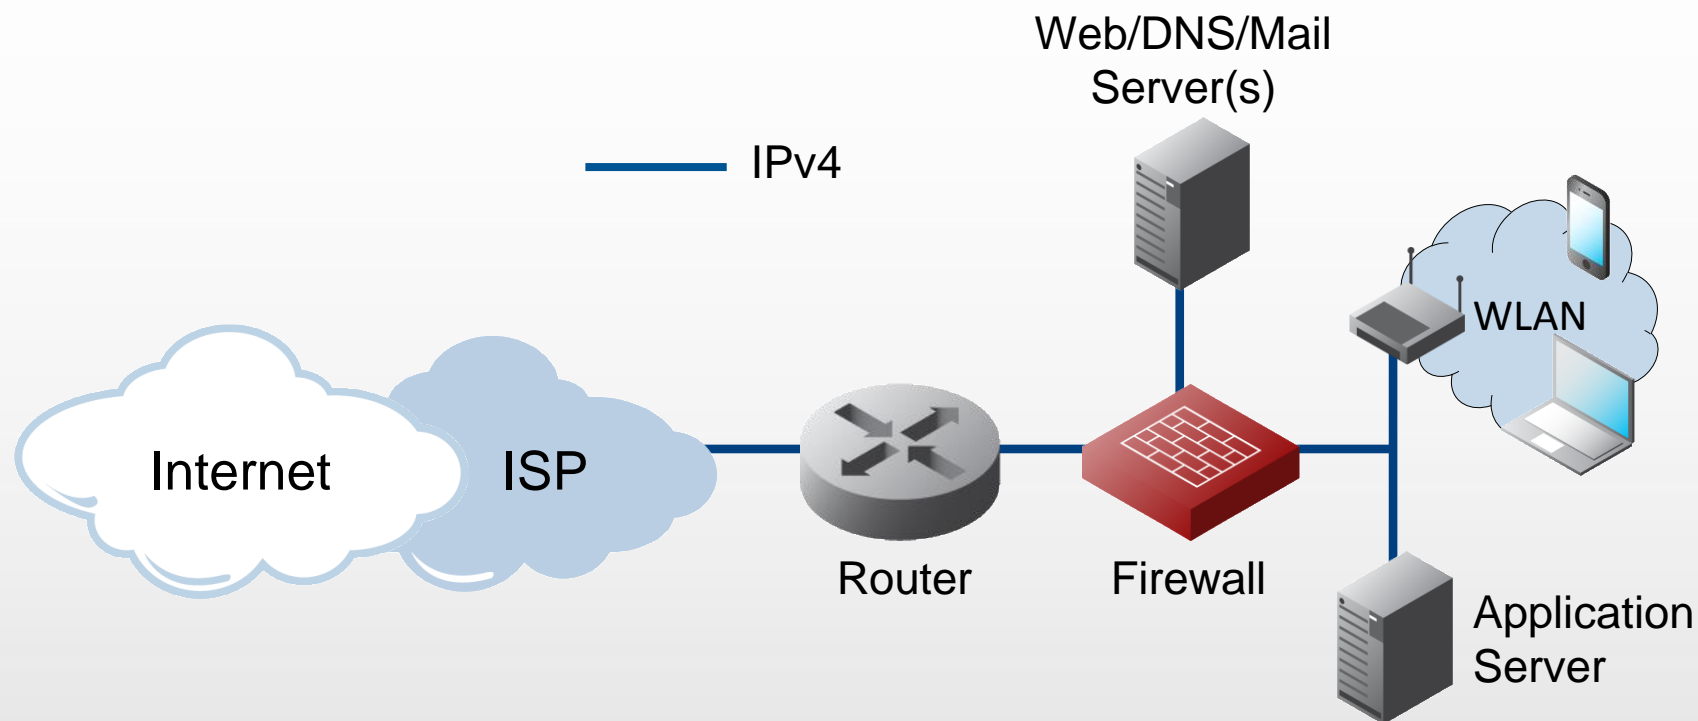 Web/DNS/Mail
Server(s)
IPv4
WLAN
Internet
ISP
Router
Firewall
Application
Server